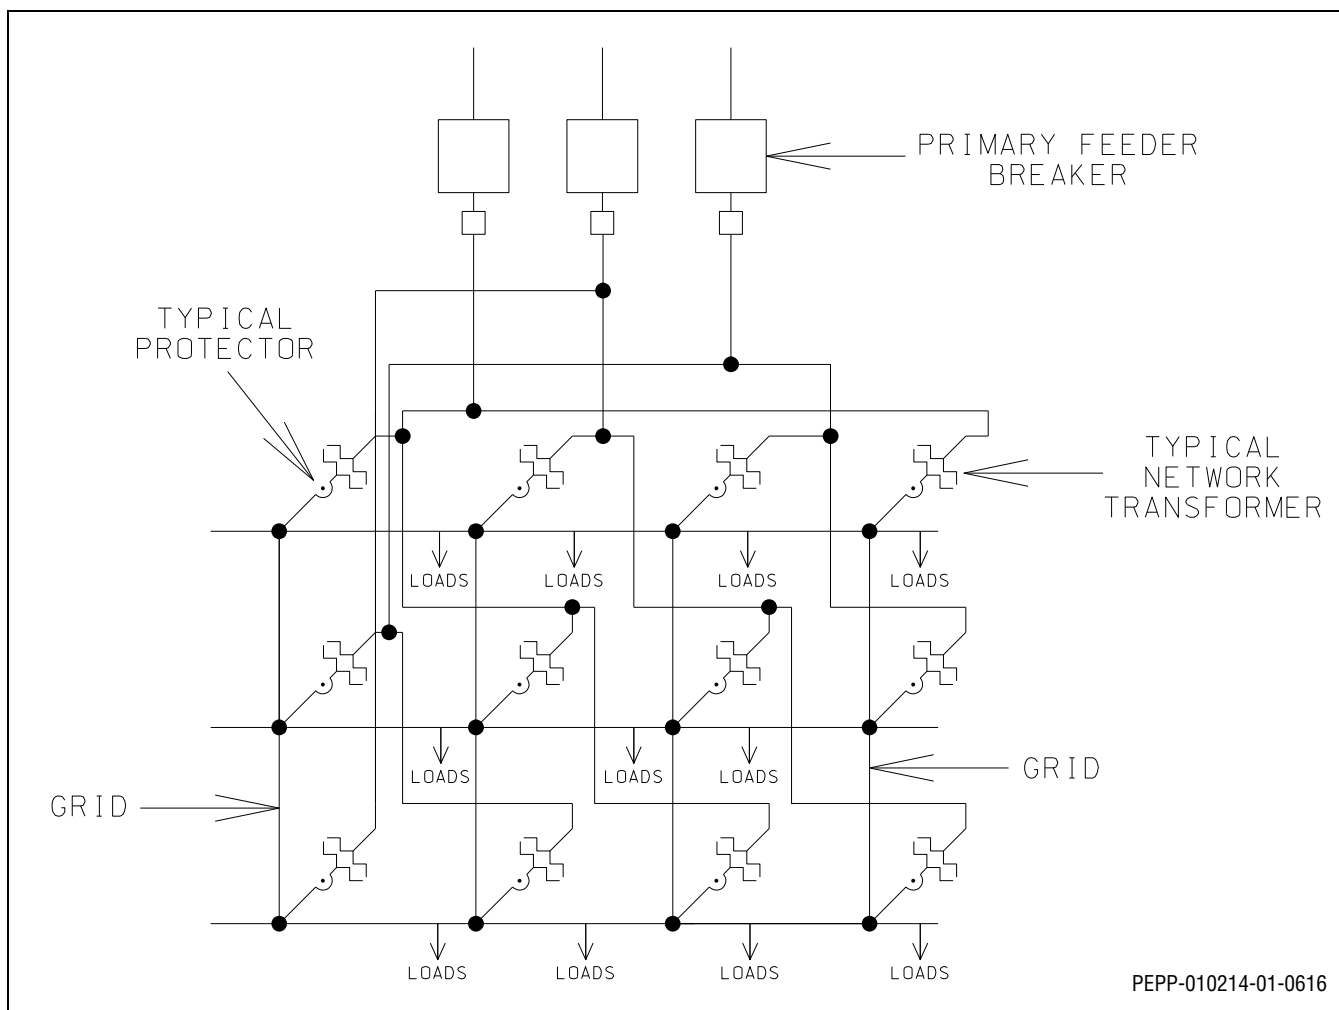 PRIMARY FEEDER
BREAKER
TYPICAL
PROTECTOR
TYPICAL
NETWORK
TRANSFORMER
LOADS
LOADS
LOADS
LOADS
LOADS
LOADS
LOADS
GRID
GRID
LOADS
LOADS
LOADS
LOADS
PEPP-010214-01-0616